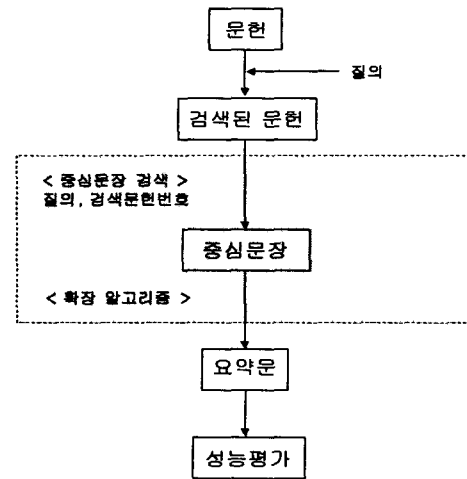 문헌
질의
검색된 문헌
< 중심문장 검색 >
질의, 검색문헌번호
중심문장
< 확장 알고리즘 >
요약문
성능평가